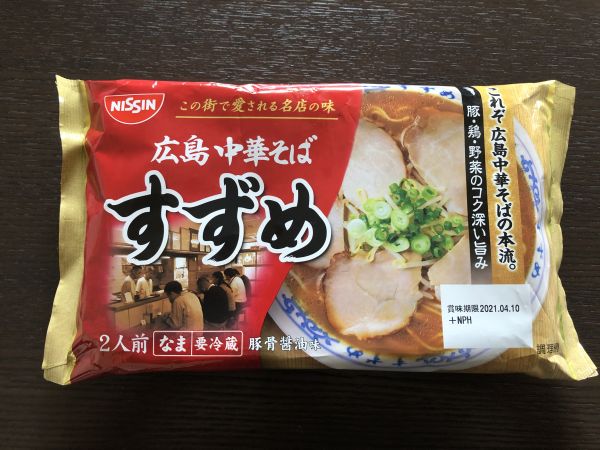 NISSIN
この街で愛される名店の味
広島中華そば
すずめ
2人前 なま 要冷蔵 豚骨醤油味
これぞ広島中華そばの本流。
豚・鶏・野菜のコク深い旨み
賞味期限2021.04.10
+NPH